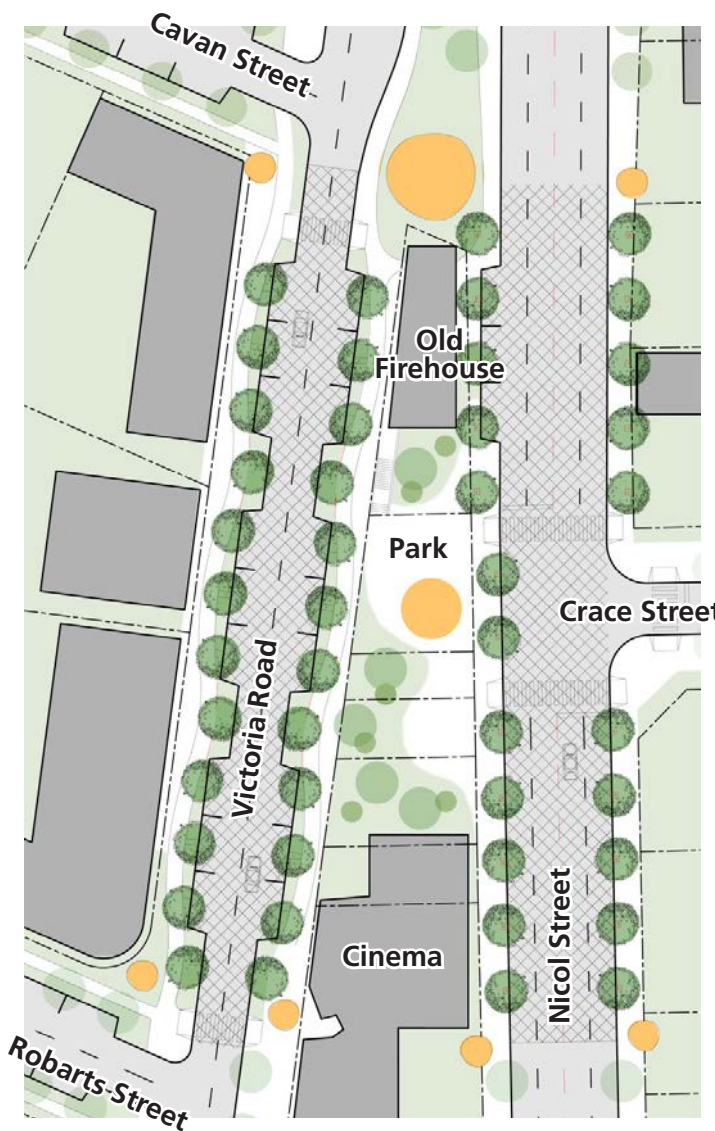 Cavan Street
Old
Firehouse
Park
Crace Street
Victoria Road
Cinema
Nicol Street
Robarts Street